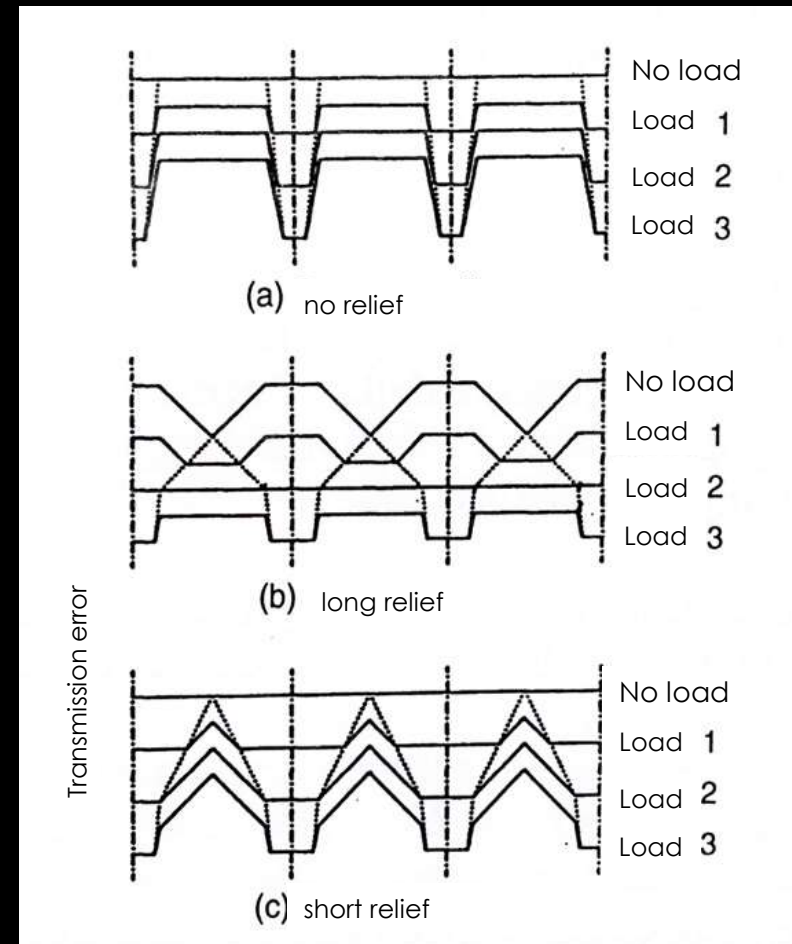 No load
Load 1
Load 2
Load 3
(a) no relief
No load
Load 1
Load 2
Load 3
(b) long relief
Transmission error
No load
Load 1
Load 2
Load 3
(c) short relief